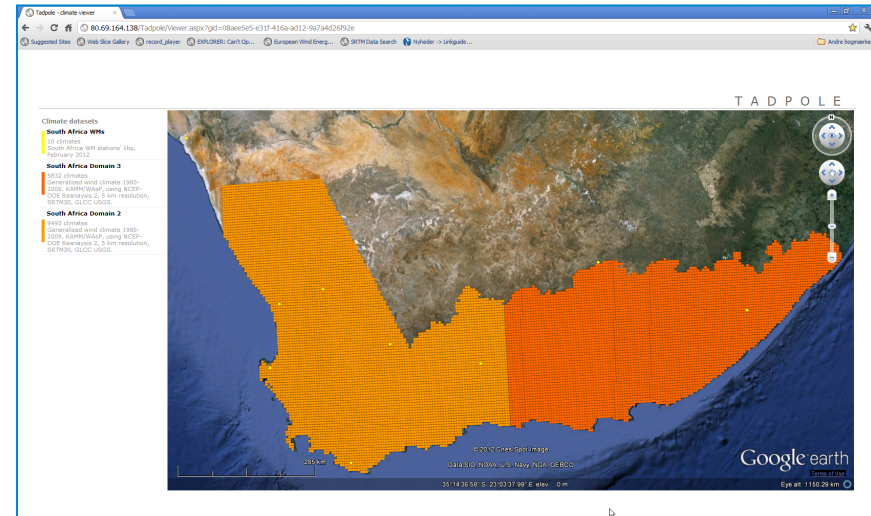 Tadpole - climate viewer
80.69.164.138/Tadpole/Viewer.aspx?gid=08aee5e5-e31f-416a-ad12-9a7a4d26f92e
Suggested Sites Web Slice Gallery record_player EXPLORER: Can't Op... European Wind Energ... SRTM Data Search Nyheder -> Linkguide... Andre bogmærker
TADPOLE
Climate datasets
South Africa WMs
10 climates
South Africa WM stations' kbs,
February 2012
South Africa Domain 3
5832 climates
Generalized wind climate 1980-
2009. KAMM/WAsP, using NCEP-
DOE Reanaysis 2, 5 km resolution,
SRTM30, GLCC USGS.
South Africa Domain 2
9493 climates
Generalized wind climate 1980-
2009. KAMM/WAsP, using NCEP-
DOE Reanaysis 2, 5 km resolution,
SRTM30, GLCC USGS.
N
© 2012 Cnes/Spot Image
Data SIO, NOAA, U.S. Navy, NGA, GEBCO
285 km
Google earth
Terms of Use
35°14'36.58" S 23°03'37.99" E elev 0 m
Eye alt 1150.29 km